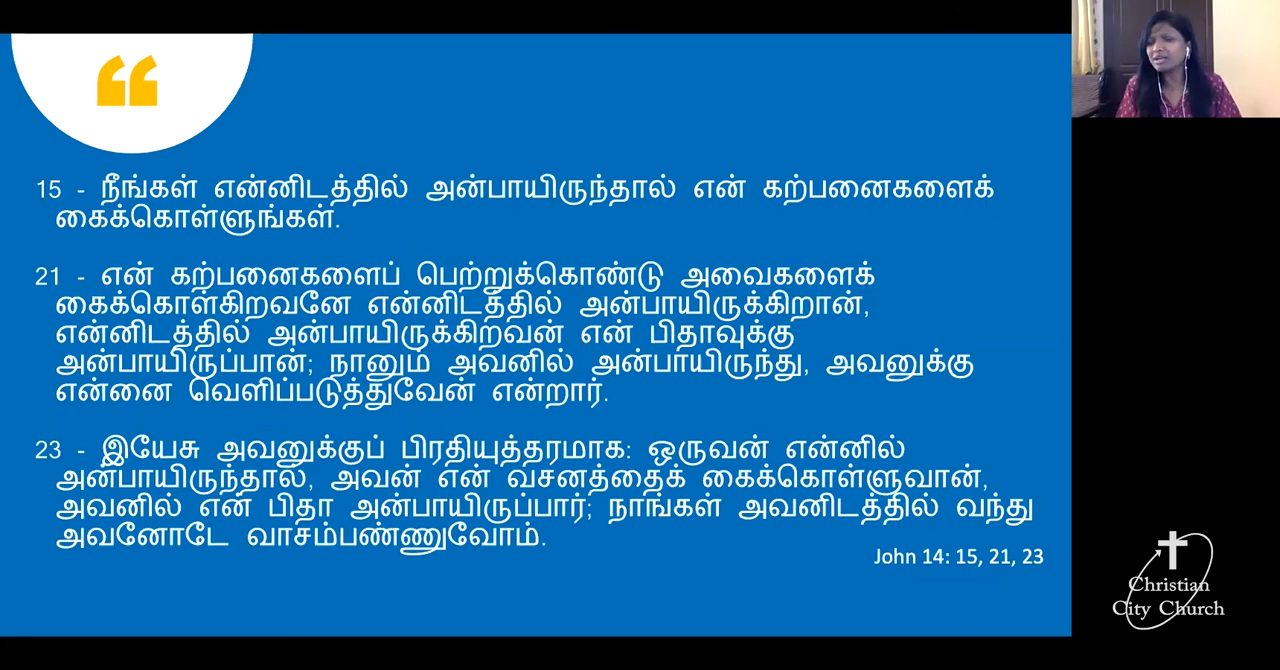 15 - நீங்கள் என்னிடத்தில் அன்பாயிருந்தால் என் கற்பனைகளைக்
கைக்கொள்ளுங்கள்.
21 - என் கற்பனைகளைப் பெற்றுக்கொண்டு அவைகளைக்
கைக்கொள்கிறவனே என்னிடத்தில் அன்பாயிருக்கிறான்,
என்னிடத்தில் அன்பாயிருக்கிறவன் என் பிதாவுக்கு
அன்பாயிருப்பான்; நானும் அவனில் அன்பாயிருந்து, அவனுக்கு
என்னை வெளிப்படுத்துவேன் என்றார்.
23 - இயேசு அவனுக்குப் பிரதியுத்தரமாக: ஒருவன் என்னில்
அன்பாயிருந்தால், அவன் என் வசனத்தைக் கைக்கொள்ளுவான்,
அவனில் என் பிதா அன்பாயிருப்பார்; நாங்கள் அவனிடத்தில் வந்து
அவனோடே வாசம்பண்ணுவோம்.
John 14: 15, 21, 23
Christian
City Church